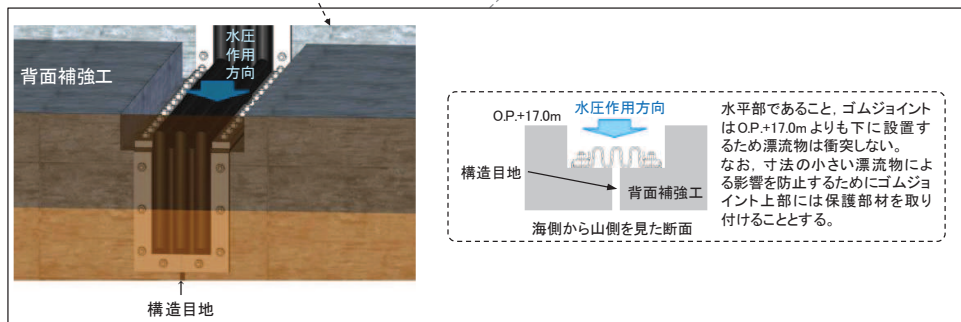 水圧
作用
方向
背面補強工
構造目地
O.P.+17.0m
水圧作用方向
構造目地
背面補強工
海側から山側を見た断面
水平部であること，ゴムジョイント
はO.P.+17.0mよりも下に設置す
るため漂流物は衝突しない。
なお，寸法の小さい漂流物によ
る影響を防止するためにゴムジョ
イント上部には保護部材を取り
付けることとする。